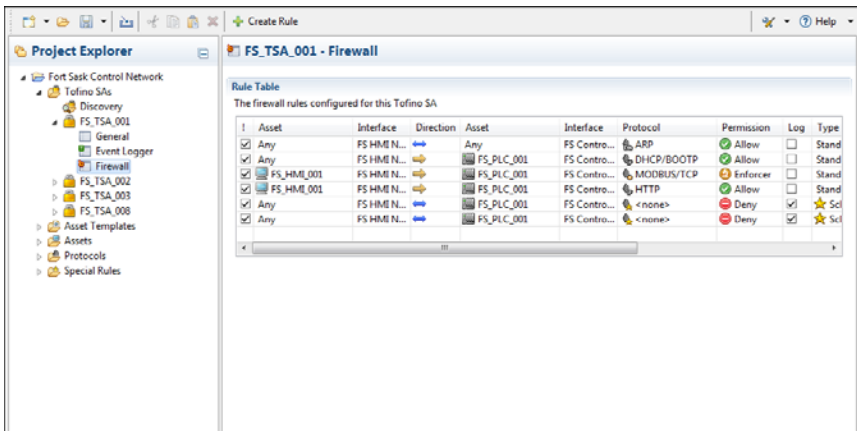 Create Rule
Help
Project Explorer
FS_TSA_001 - Firewall
Fort Sask Control Network
Tofino SAs
Discovery
FS_TSA_001
General
Event Logger
Firewall
FS_TSA_002
FS_TSA_003
FS_TSA_008
Asset Templates
Assets
Protocols
Special Rules
Rule Table
The firewall rules configured for this Tofino SA
! Asset Interface Direction Asset Interface Protocol Permission Log Type
Any FS HMI N... Any FS Contro... ARP Allow Stand
Any FS HMI N... FS_PLC_001 FS Contro... DHCP/BOOTP Allow Stand
FS_HMI_001 FS HMI N... FS_PLC_001 FS Contro... MODBUS/TCP Enforcer Stand
FS_HMI_001 FS HMI N... FS_PLC_001 FS Contro... HTTP Allow Stand
Any FS HMI N... FS_PLC_001 FS Contro... <none> Deny Scl
Any FS HMI N... FS_PLC_001 FS Contro... <none> Deny Scl